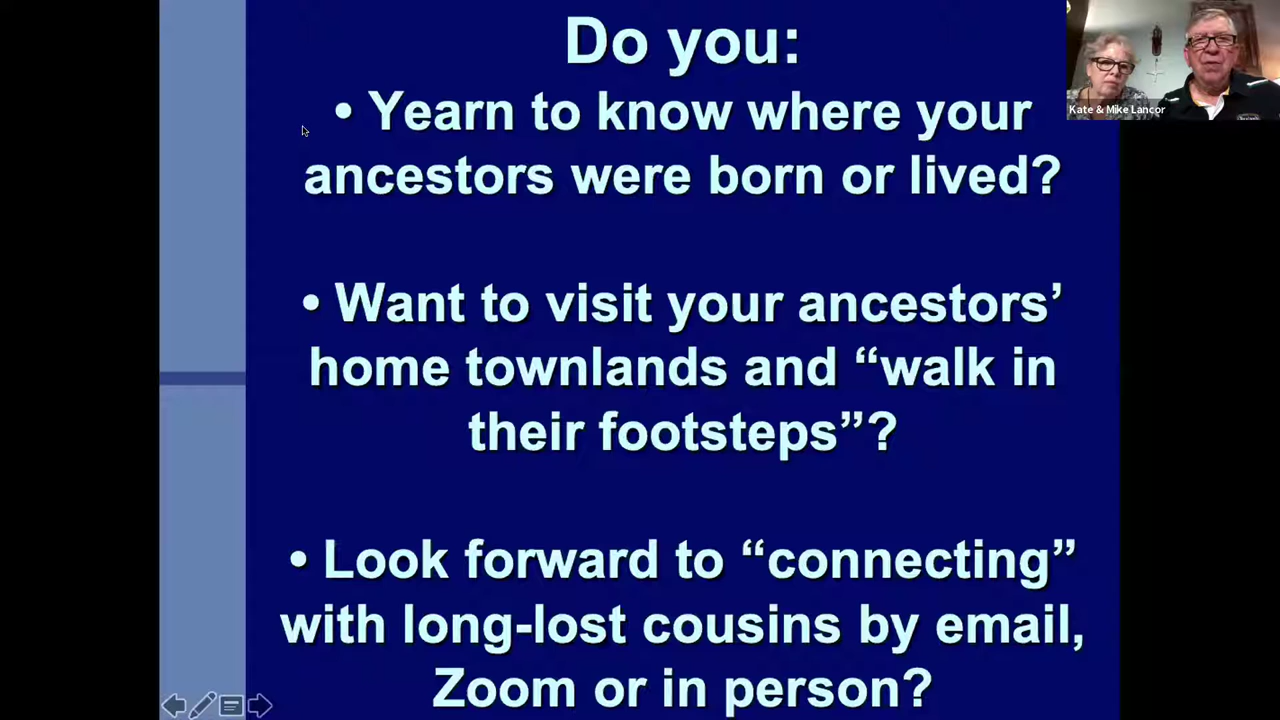 Do you:
• Yearn to know where your
ancestors were born or lived?
• Want to visit your ancestors’
home townlands and “walk in
their footsteps”?
• Look forward to “connecting”
with long-lost cousins by email,
Zoom or in person?
Kate & Mike Lancor